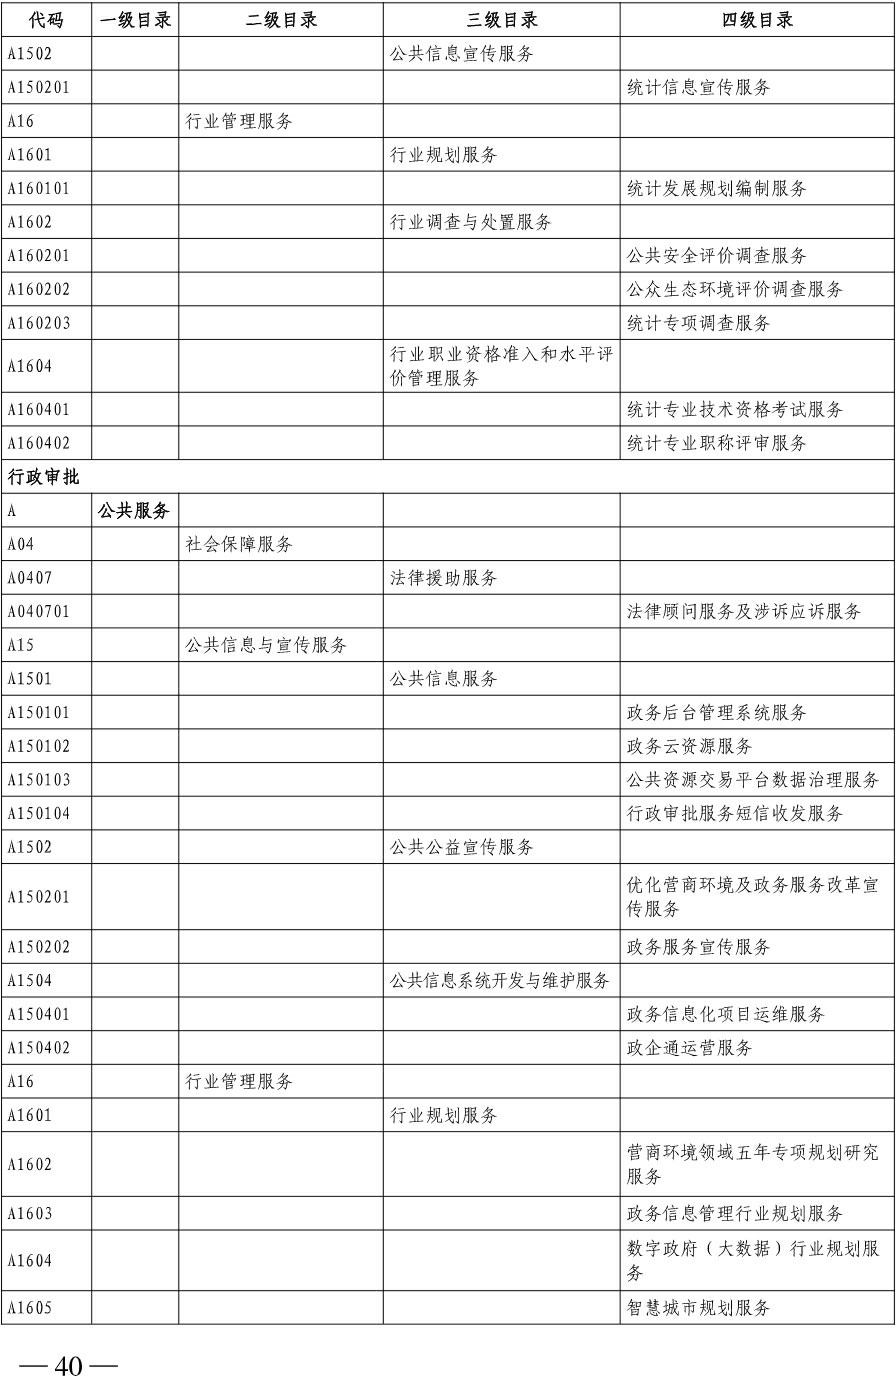 代码 一级目录 二级目录 三级目录 四级目录
A1502 公共信息宣传服务
A150201 统计信息宣传服务
A16 行业管理服务
A1601 行业规划服务
A160101 统计发展规划编制服务
A1602 行业调查与处置服务
A160201 公共安全评价调查服务
A160202 公众生态环境评价调查服务
A160203 统计专项调查服务
A1604 行业职业资格准入和水平评
价管理服务
A160401 统计专业技术资格考试服务
A160402 统计专业职称评审服务
行政审批
A 公共服务
A04 社会保障服务
A0407 法律援助服务
A040701 法律顾问服务及涉诉应诉服务
A15 公共信息与宣传服务
A1501 公共信息服务
A150101 政务后台管理系统服务
A150102 政务云资源服务
A150103 公共资源交易平台数据治理服务
A150104 行政审批服务短信收发服务
A1502 公共公益宣传服务
A150201 优化营商环境及政务服务改革宣
传服务
A150202 政务服务宣传服务
A1504 公共信息系统开发与维护服务
A150401 政务信息化项目运维服务
A150402 政企通运营服务
A16 行业管理服务
A1601 行业规划服务
A1602 营商环境领域五年专项规划研究
服务
A1603 政务信息管理行业规划服务
A1604 数字政府（大数据）行业规划服
务
A1605 智慧城市规划服务
— 40 —